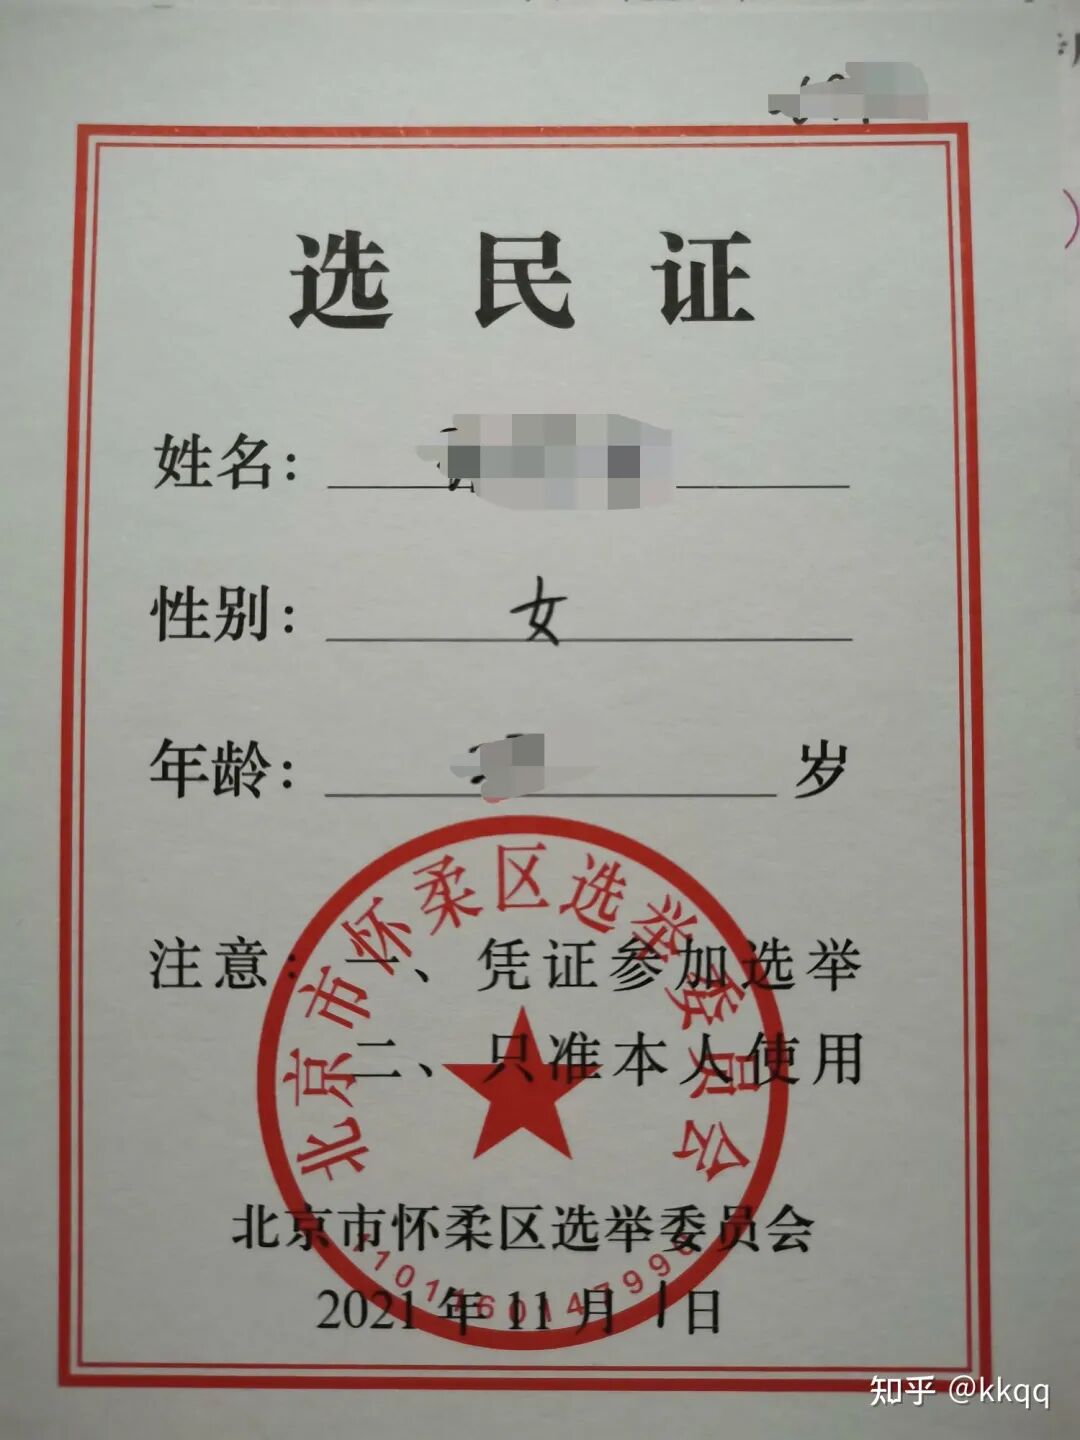 选民证
姓名：
性别：女
年龄： 岁
注意：一、凭证参加选举
二、只准本人使用
北京市怀柔区选举委员会
北京市怀柔区选举委员会
2021年11月1日
知乎 @kkqq